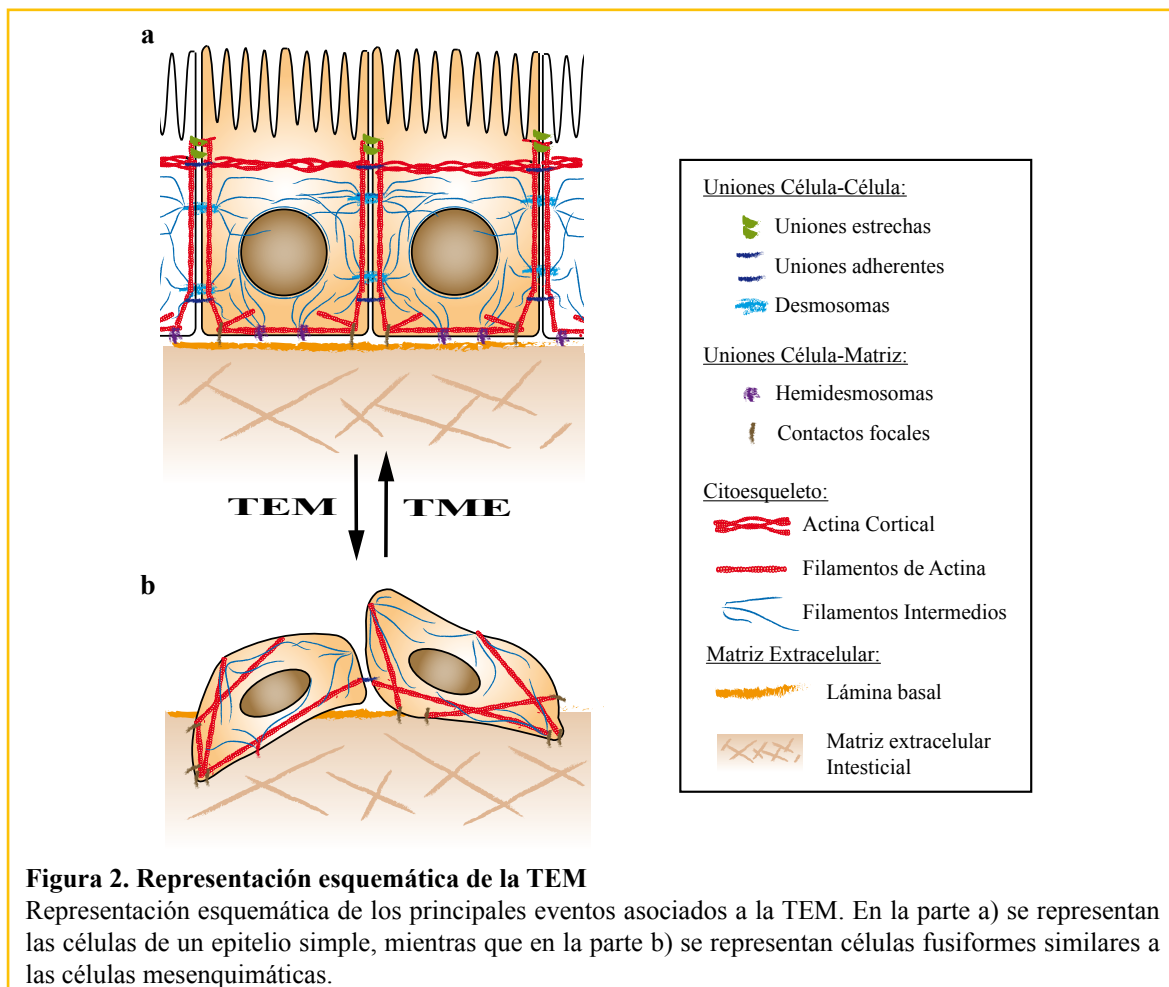 a
TEM
TME
b
Uniones Célula-Célula:
Uniones estrechas
Uniones adherentes
Desmosomas
Uniones Célula-Matriz:
Hemidesmosomas
Contactos focales
Citoesqueleto:
Actina Cortical
Filamentos de Actina
Filamentos Intermedios
Matriz Extracelular:
Lámina basal
Matriz extracelular
Intesticial
Figura 2. Representación esquemática de la TEM
Representación esquemática de los principales eventos asociados a la TEM. En la parte a) se representan
las células de un epitelio simple, mientras que en la parte b) se representan células fusiformes similares a
las células mesenquimáticas.